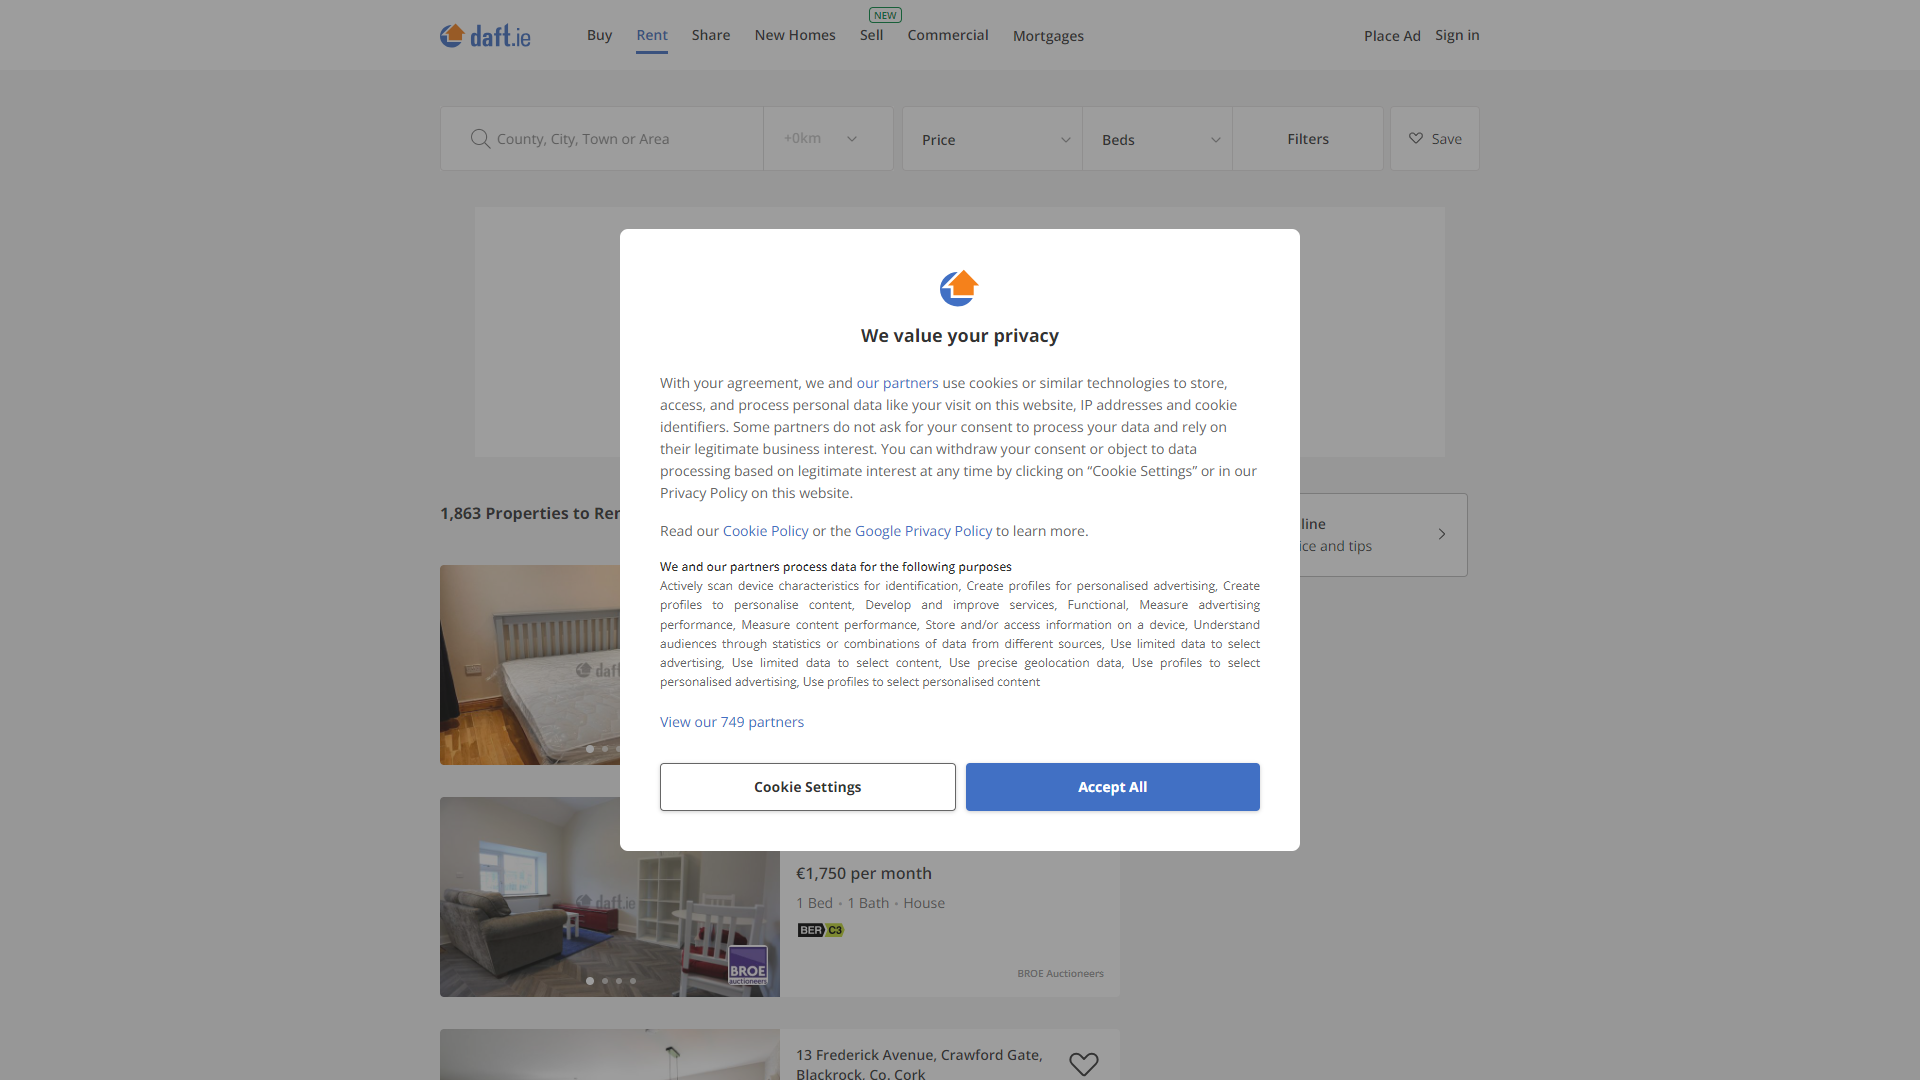 daft.ie
Buy
Rent
Share
New Homes
NEW
Sell
Commercial
Mortgages
Place Ad
Sign in
County, City, Town or Area
+0km
Price
Beds
Filters
Save
We value your privacy
With your agreement, we and our partners use cookies or similar technologies to store,
access, and process personal data like your visit on this website, IP addresses and cookie
identifiers. Some partners do not ask for your consent to process your data and rely on
their legitimate business interest. You can withdraw your consent or object to data
processing based on legitimate interest at any time by clicking on “Cookie Settings” or in our
Privacy Policy on this website.
Read our Cookie Policy or the Google Privacy Policy to learn more.
We and our partners process data for the following purposes
Actively scan device characteristics for identification, Create profiles for personalised advertising, Create
profiles to personalise content, Develop and improve services, Functional, Measure advertising
performance, Measure content performance, Store and/or access information on a device, Understand
audiences through statistics or combinations of data from different sources, Use limited data to select
advertising, Use limited data to select content, Use precise geolocation data, Use profiles to select
personalised advertising, Use profiles to select personalised content
View our 749 partners
Cookie Settings
Accept All
1,863 Properties to Ren
line
ice and tips
daft
daft.ie
BROE
auctioneers
€1,750 per month
1 Bed • 1 Bath • House
BER C3
BROE Auctioneers
13 Frederick Avenue, Crawford Gate,
Blackrock, Co. Cork